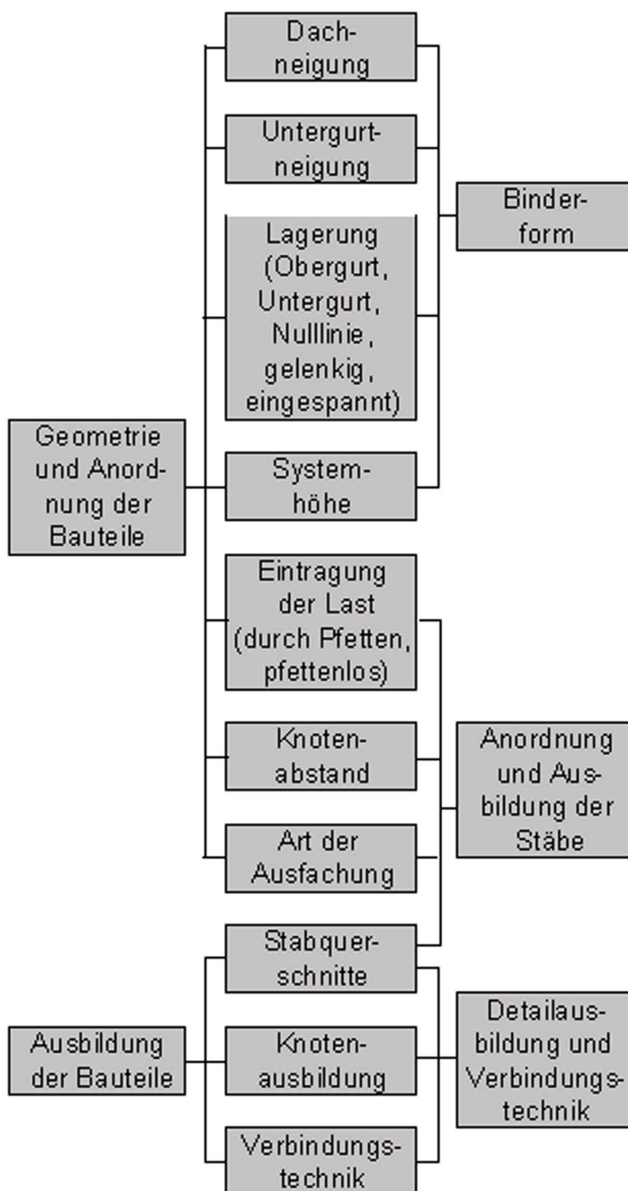 Dach-
neigung
Untergurt-
neigung
Lagerung
(Obergurt,
Untergurt,
Nulllinie,
gelenkig,
eingespannt)
Binder-
form
Geometrie
und Anord-
nung der
Bauteile
System-
höhe
Eintragung
der Last
(durch Pfetten,
pfettenlos)
Knoten-
abstand
Art der
Ausfachung
Anordnung
und Aus-
bildung der
Stäbe
Stabquer-
schnitte
Ausbildung
der Bauteile
Knoten-
ausbildung
Verbindungs-
technik
Detailaus-
bildung und
Verbindungs-
technik